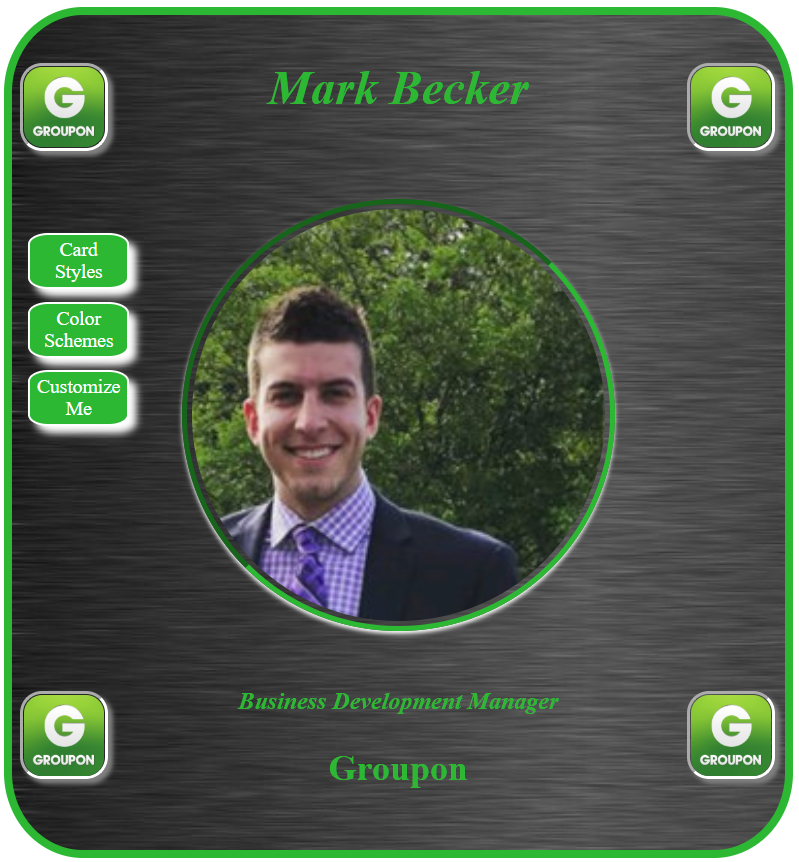 Mark Becker
G
GROUPON
G
GROUPON
Card
Styles
Color
Schemes
Customize
Me
Business Development Manager
G
GROUPON
G
GROUPON
Groupon